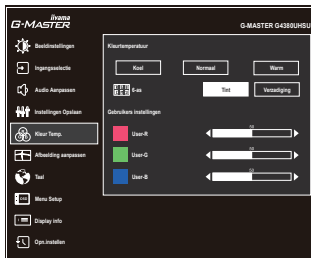 iiyama
G-MASTER
G-MASTER G4380UHSU
Beeldinstellingen
Ingangsselectie
Audio Aanpassen
Instellingen Opslaan
Kleur Temp.
Afbeelding aanpassen
Taal
Menu Setup
Display info
Opn.instellen
Kleurtemperatuur
Koel
Normaal
Warm
6-as
Tint
Verzadiging
Gebruikers instellingen
User-R
50
User-G
50
User-B
50